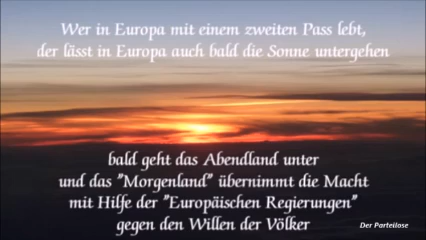 Wer in Europa mit einem zweiten Pass lebt,
der lässt in Europa auch bald die Sonne untergehen
bald geht das Abendland unter
und das "Morgenland" übernimmt die Macht
mit Hilfe der "Europäischen Regierungen"
gegen den Willen der Völker
Der Parteilose